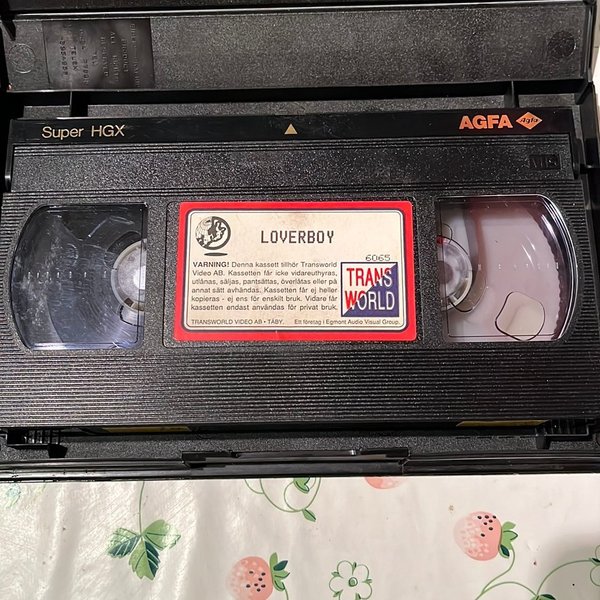 Super HGX
AGFA Agfa
VHS
LOVERBOY
6065
VARNING! Denna kassett tillhör Transworld
Video AB. Kassetten får icke vidareuthyras,
utlånas, säljas, pantsättas, överlåtas eller på
annat sätt avhändas. Kassetten får ej heller
kopieras - ej ens för enskilt bruk. Vidare får
kassetten endast användas för privat bruk.
TRANS
WORLD
TRANSWORLD VIDEO AB • TÄBY. Ett företag i Egmont Audio Visual Group.